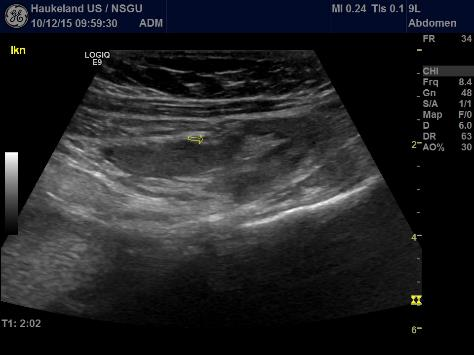 Haukeland US / NSGU
10/12/15 09:59:30 ADM
MI 0.24 TIs 0.1 9L
Abdomen
lkn
LOGIQ
E9
FR 34
CHI
Frq 8.4
Gn 48
S/A 1/1
Map F/0
D 6.0
DR 63
AO% 30
2
4
6
T1: 2:02